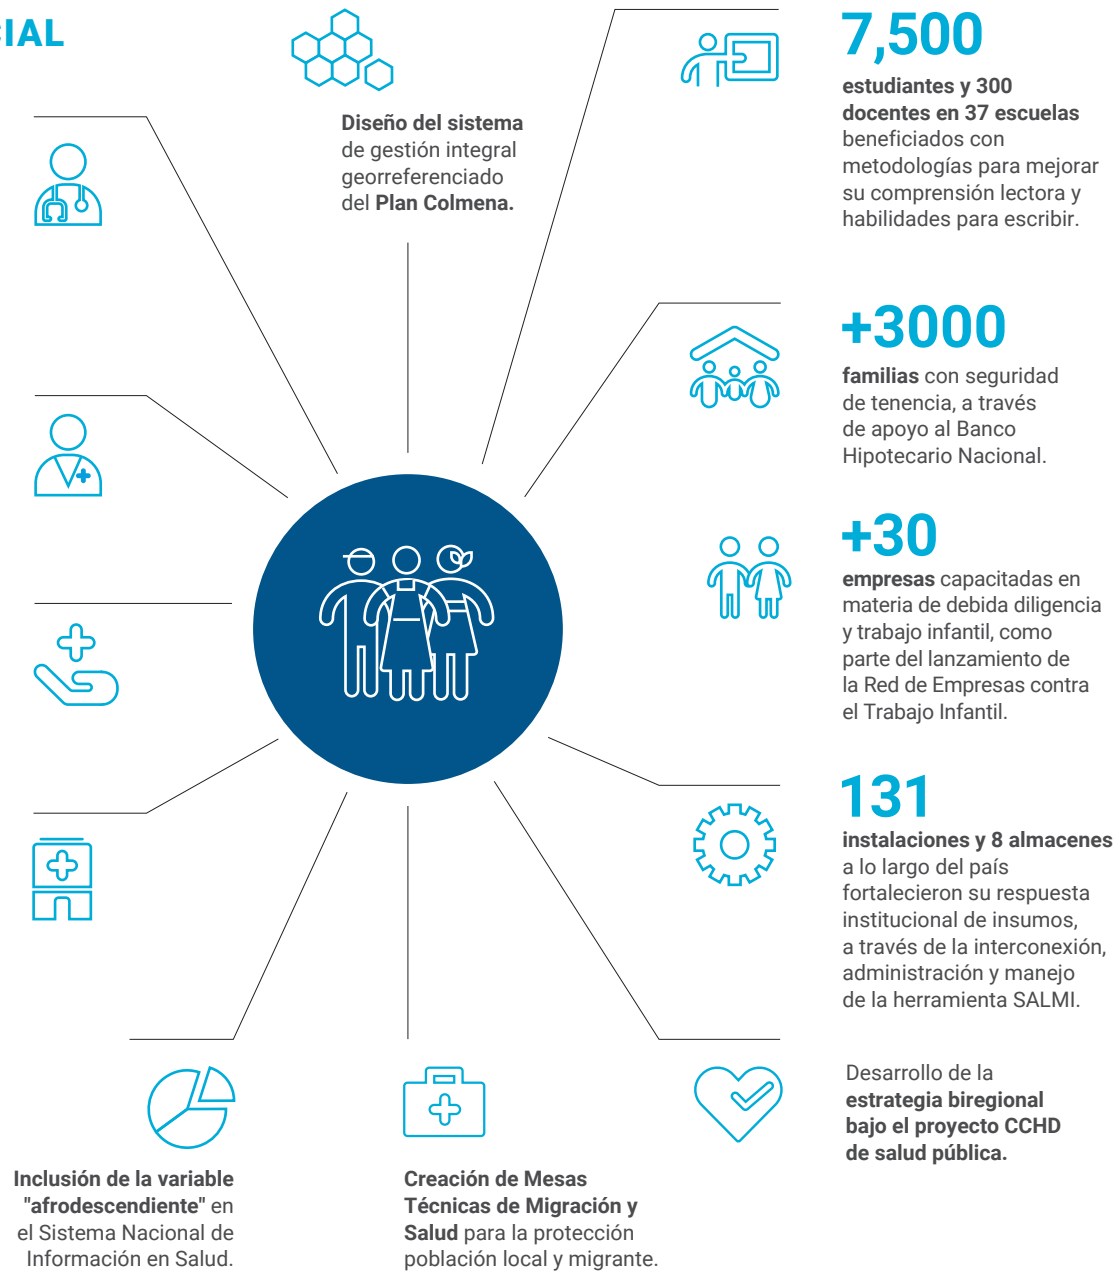 CIAL
Diseño del sistema
de gestión integral
georreferenciado
del Plan Colmena.
7,500
estudiantes y 300
docentes en 37 escuelas
beneficiados con
metodologías para mejorar
su comprensión lectora y
habilidades para escribir.
+3000
familias con seguridad
de tenencia, a través
de apoyo al Banco
Hipotecario Nacional.
+30
empresas capacitadas en
materia de debida diligencia
y trabajo infantil, como
parte del lanzamiento de
la Red de Empresas contra
el Trabajo Infantil.
131
instalaciones y 8 almacenes
a lo largo del país
fortalecieron su respuesta
institucional de insumos,
a través de la interconexión,
administración y manejo
de la herramienta SALMI.
Desarrollo de la
estrategia biregional
bajo el proyecto CCHD
de salud pública.
Inclusión de la variable
"afrodescendiente" en
el Sistema Nacional de
Información en Salud.
Creación de Mesas
Técnicas de Migración y
Salud para la protección
población local y migrante.